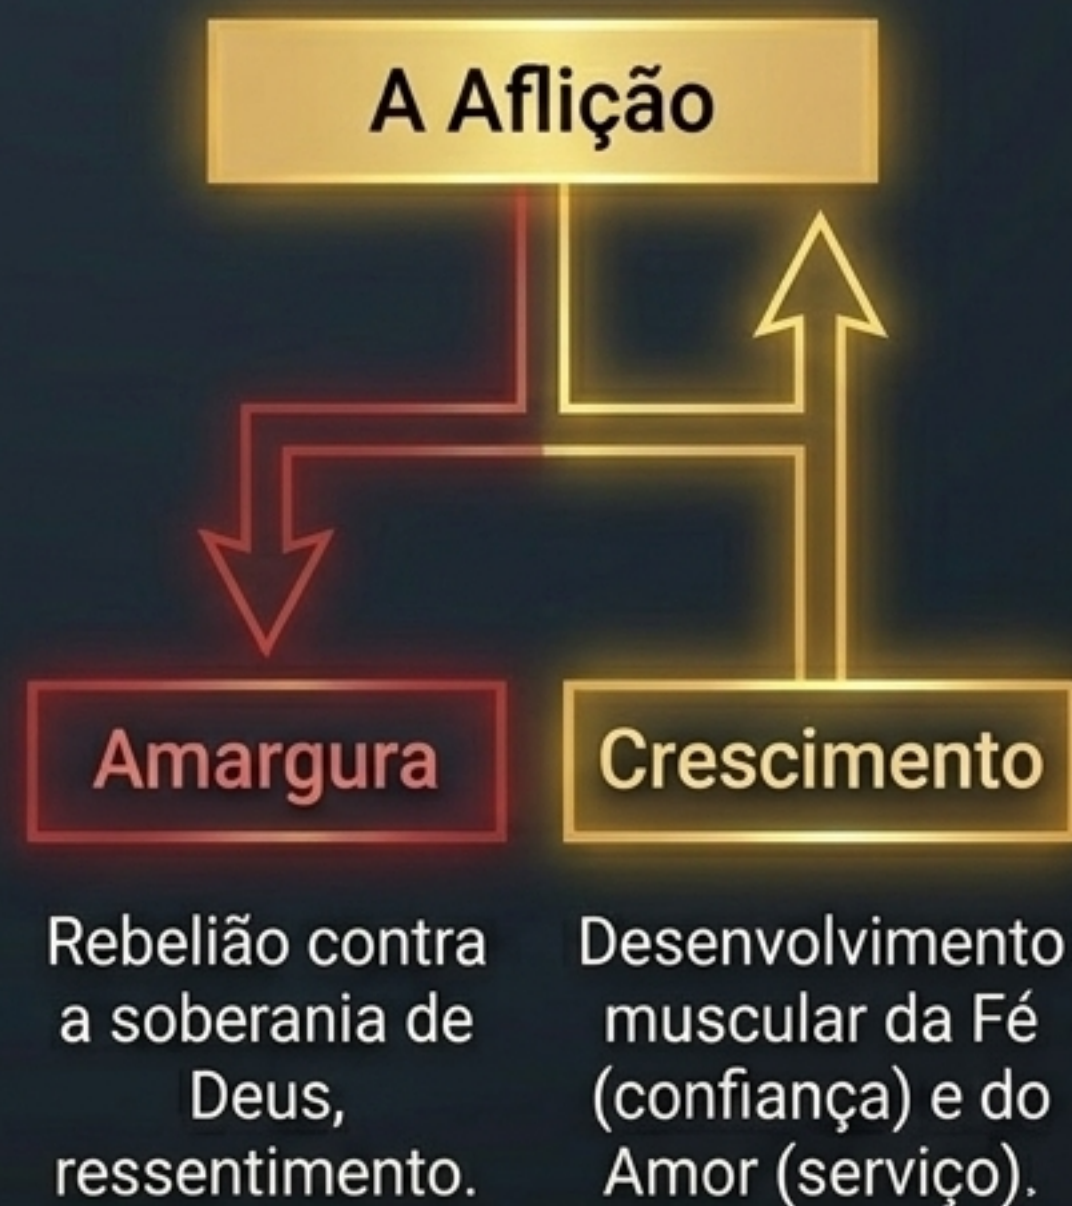 A Aflição
Amargura
Rebelião contra
a soberania de
Deus,
ressentimento.
Crescimento
Desenvolvimento
muscular da Fé
(confiança) e do
Amor (serviço).